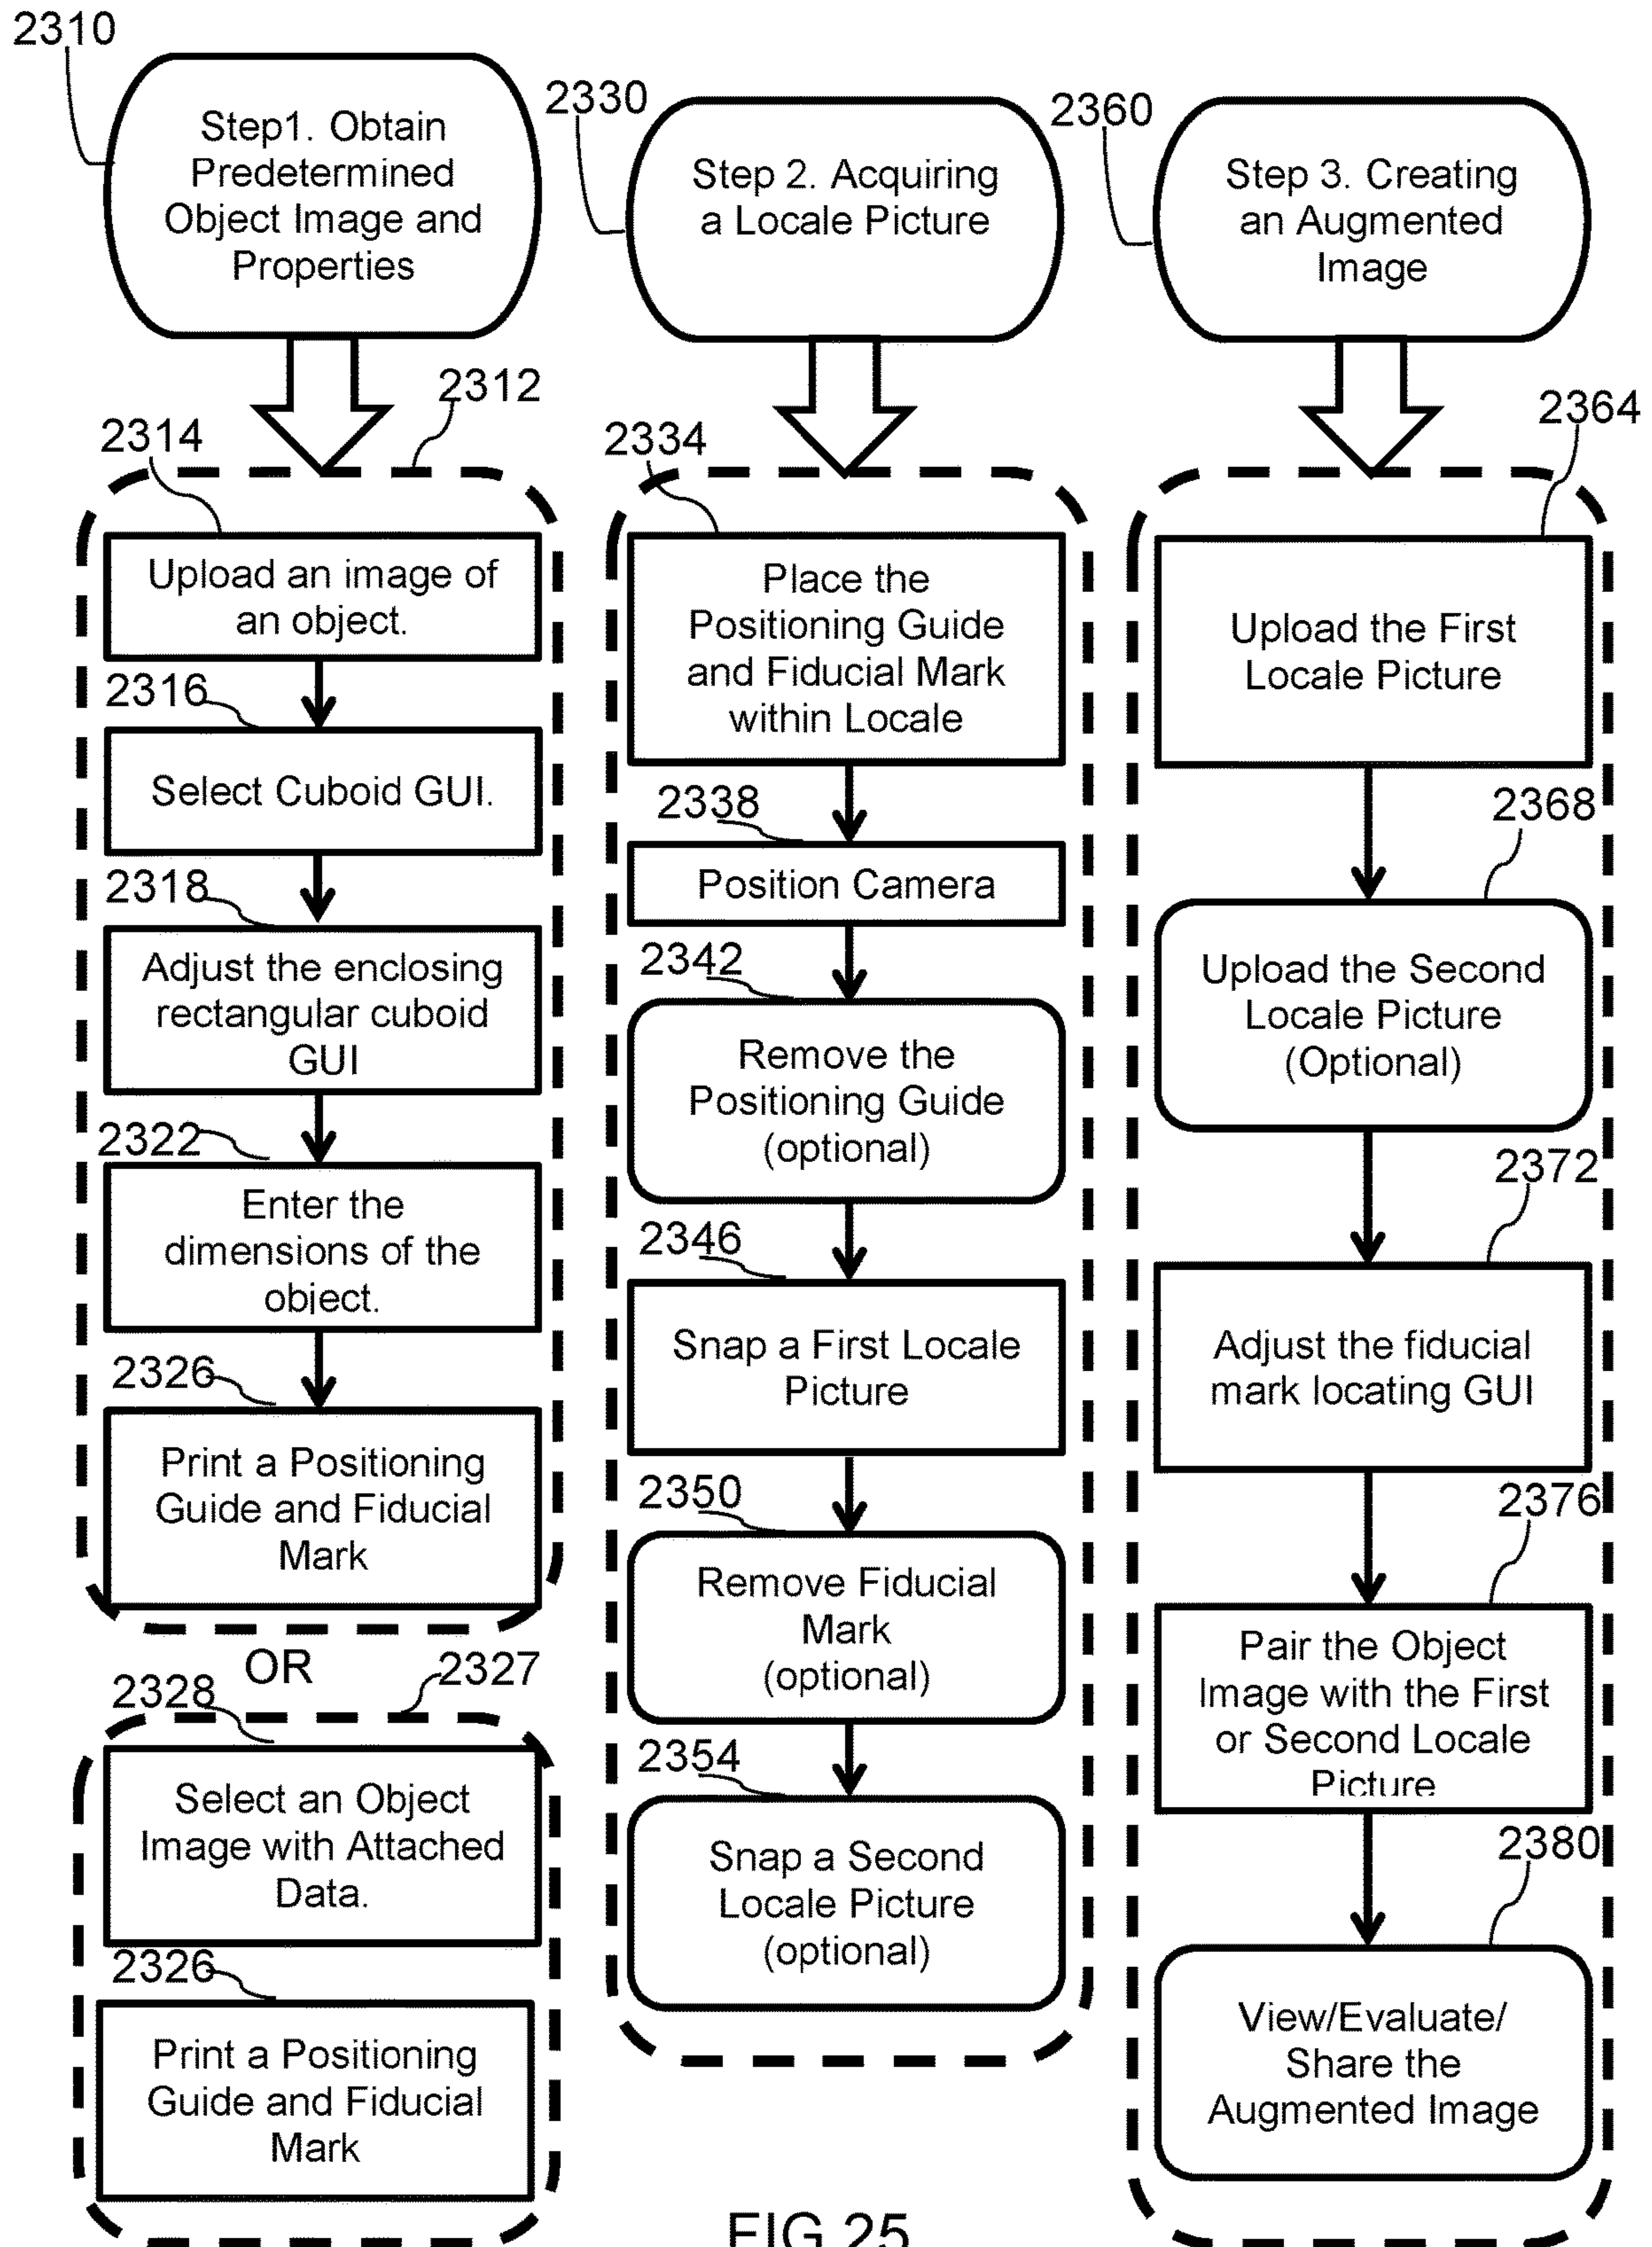 2310
Step1. Obtain
Predetermined
Object Image and
Properties
2312
2314
Upload an image of
an object.
2316
Select Cuboid GUI.
2318
Adjust the enclosing
rectangular cuboid
GUI
2322
Enter the
dimensions of the
object.
2326
Print a Positioning
Guide and Fiducial
Mark
OR
2327
2328
Select an Object
Image with Attached
Data.
2326
Print a Positioning
Guide and Fiducial
Mark
2330
Step 2. Acquiring
a Locale Picture
2334
Place the
Positioning Guide
and Fiducial Mark
within Locale
2338
Position Camera
2342
Remove the
Positioning Guide
(optional)
2346
Snap a First Locale
Picture
2350
Remove Fiducial
Mark
(optional)
2354
Snap a Second
Locale Picture
(optional)
2360
Step 3. Creating
an Augmented
Image
2364
Upload the First
Locale Picture
2368
Upload the Second
Locale Picture
(Optional)
2372
Adjust the fiducial
mark locating GUI
2376
Pair the Object
Image with the First
or Second Locale
Picture
2380
View/Evaluate/
Share the
Augmented Image
FIG 25